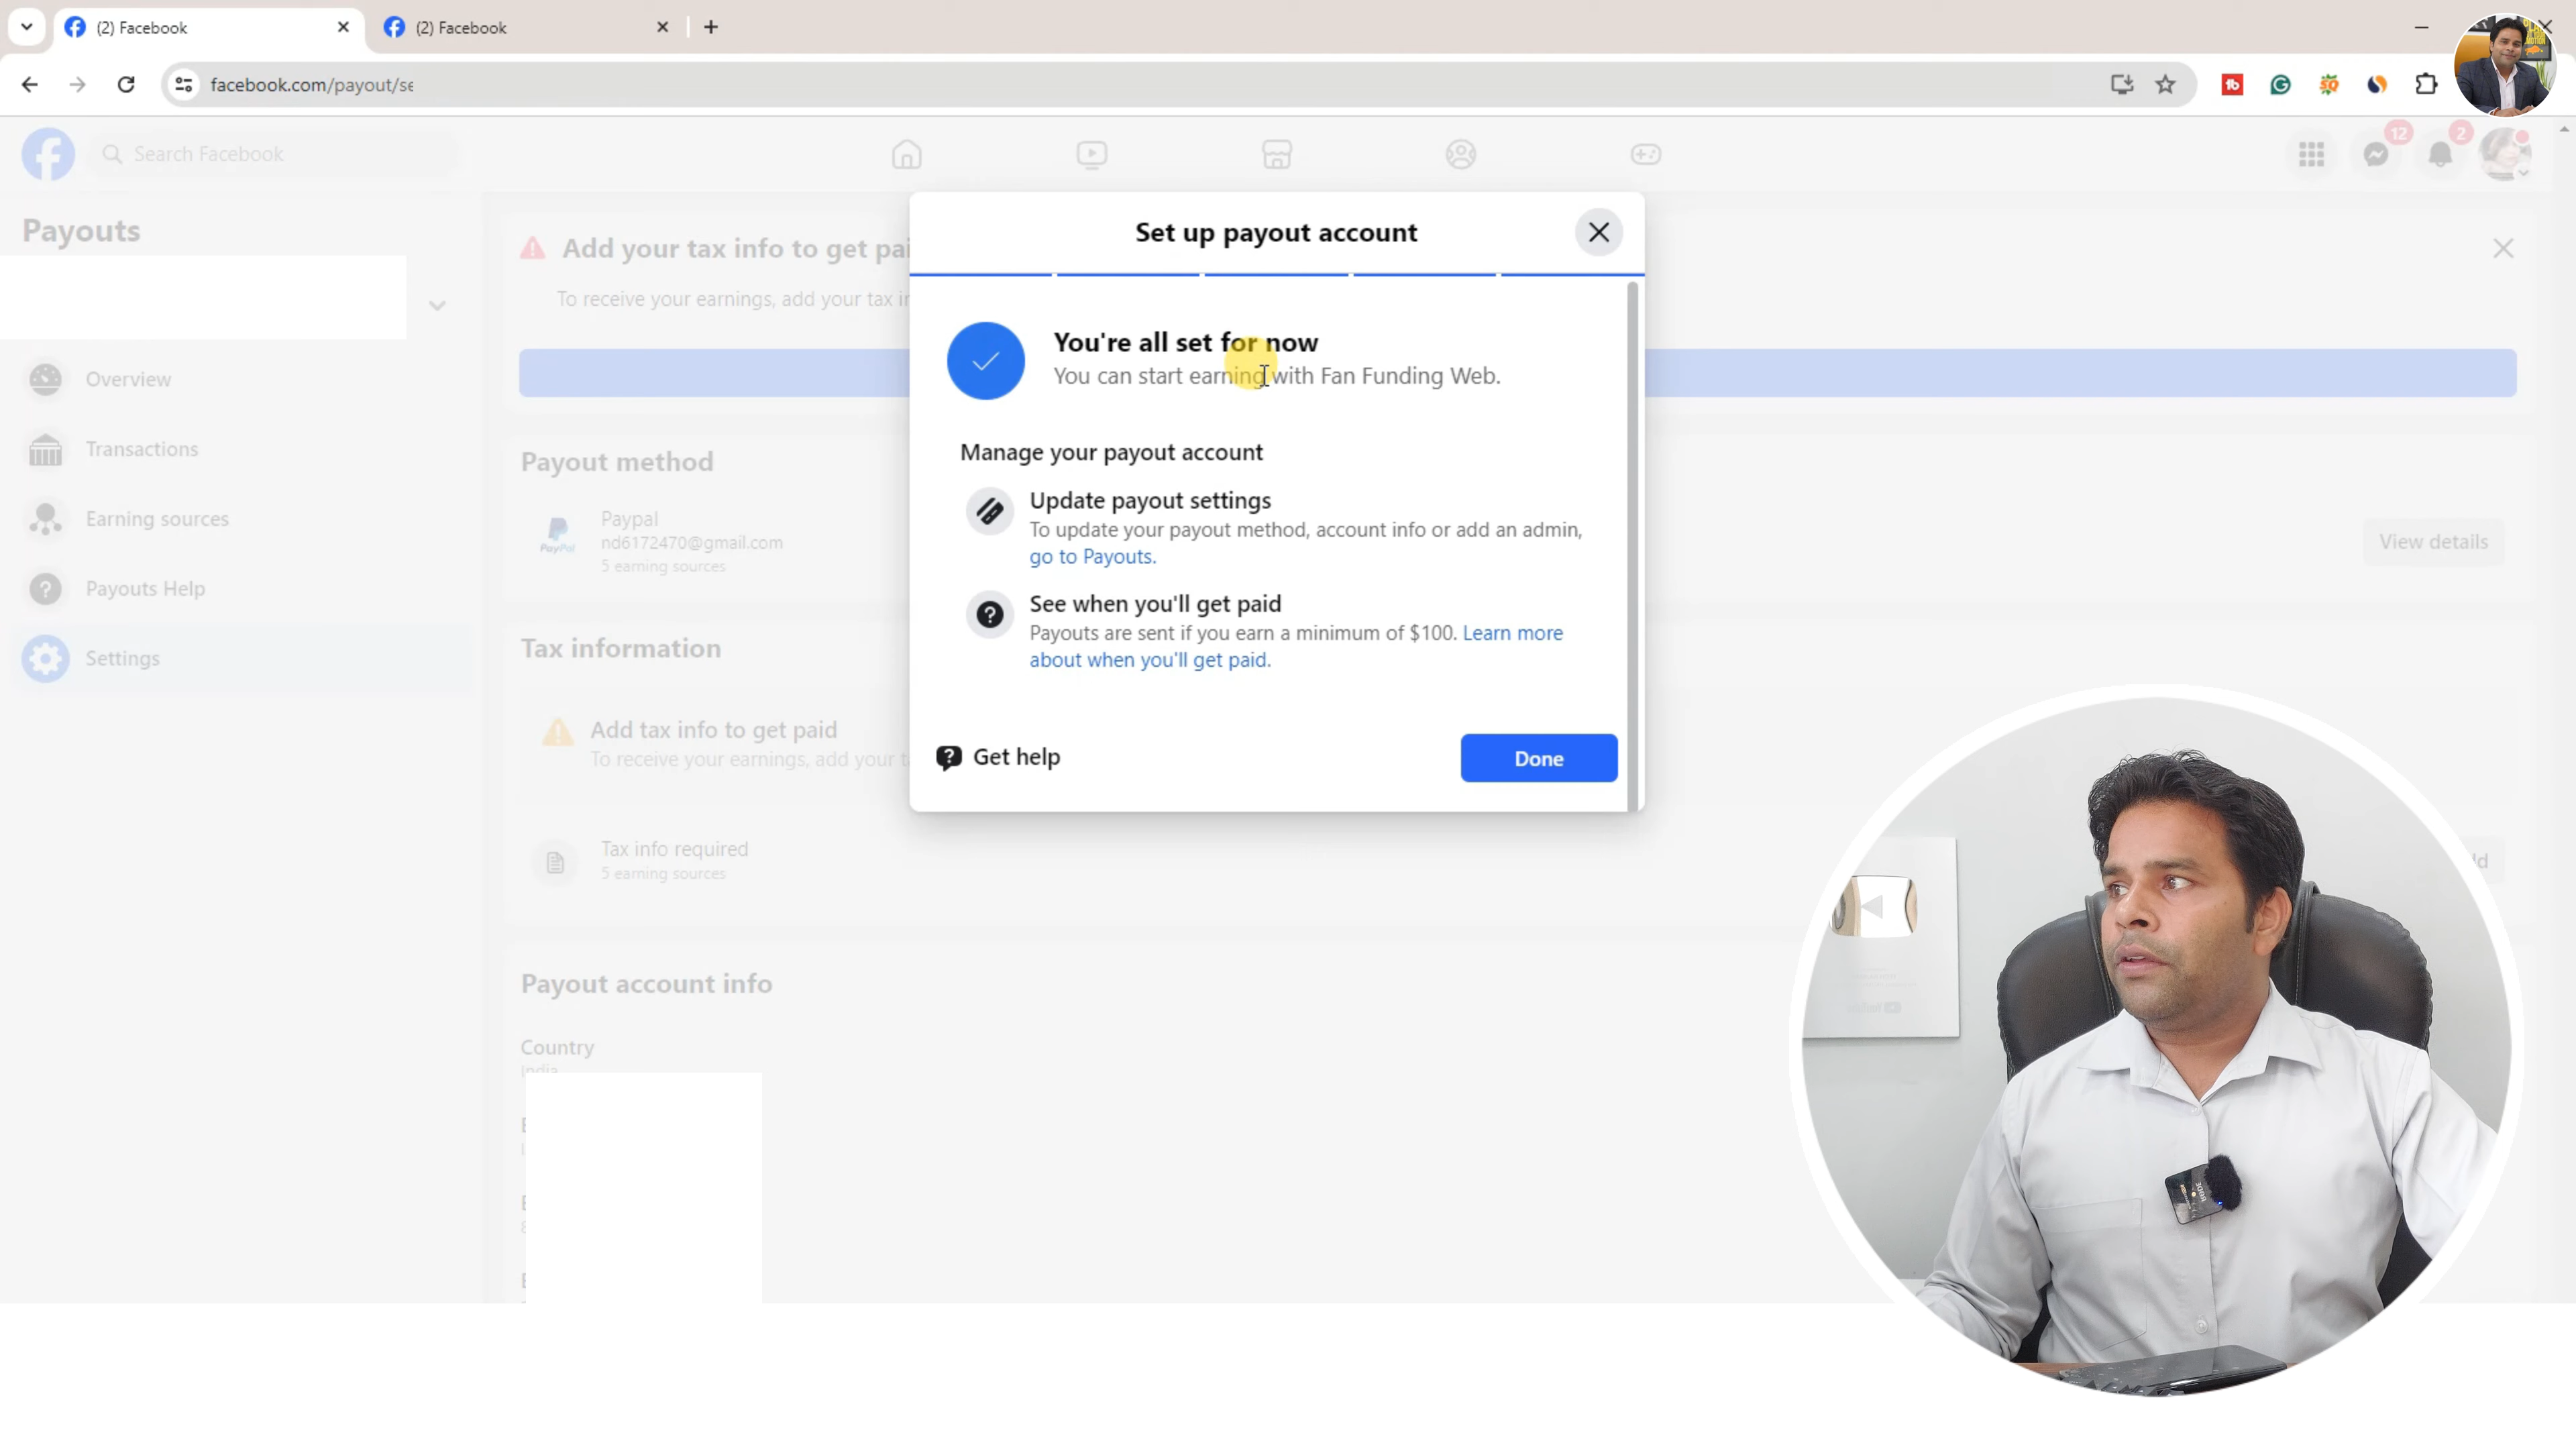 (2) Facebook
(2) Facebook
facebook.com/payout/se
Search Facebook
12
2
Payouts
Overview
Transactions
Earning sources
Payouts Help
Settings
Add your tax info to get pai
To receive your earnings, add your tax in
Payout method
Paypal
nd6172470@gmail.com
5 earning sources
PayPal
View details
Tax information
Add tax info to get paid
To receive your earnings, add your t
Tax info required
5 earning sources
Payout account info
Country
India
Set up payout account
You're all set for now
You can start earning with Fan Funding Web.
Manage your payout account
Update payout settings
To update your payout method, account info or add an admin,
go to Payouts.
See when you'll get paid
Payouts are sent if you earn a minimum of $100. Learn more
about when you'll get paid.
Get help
Done